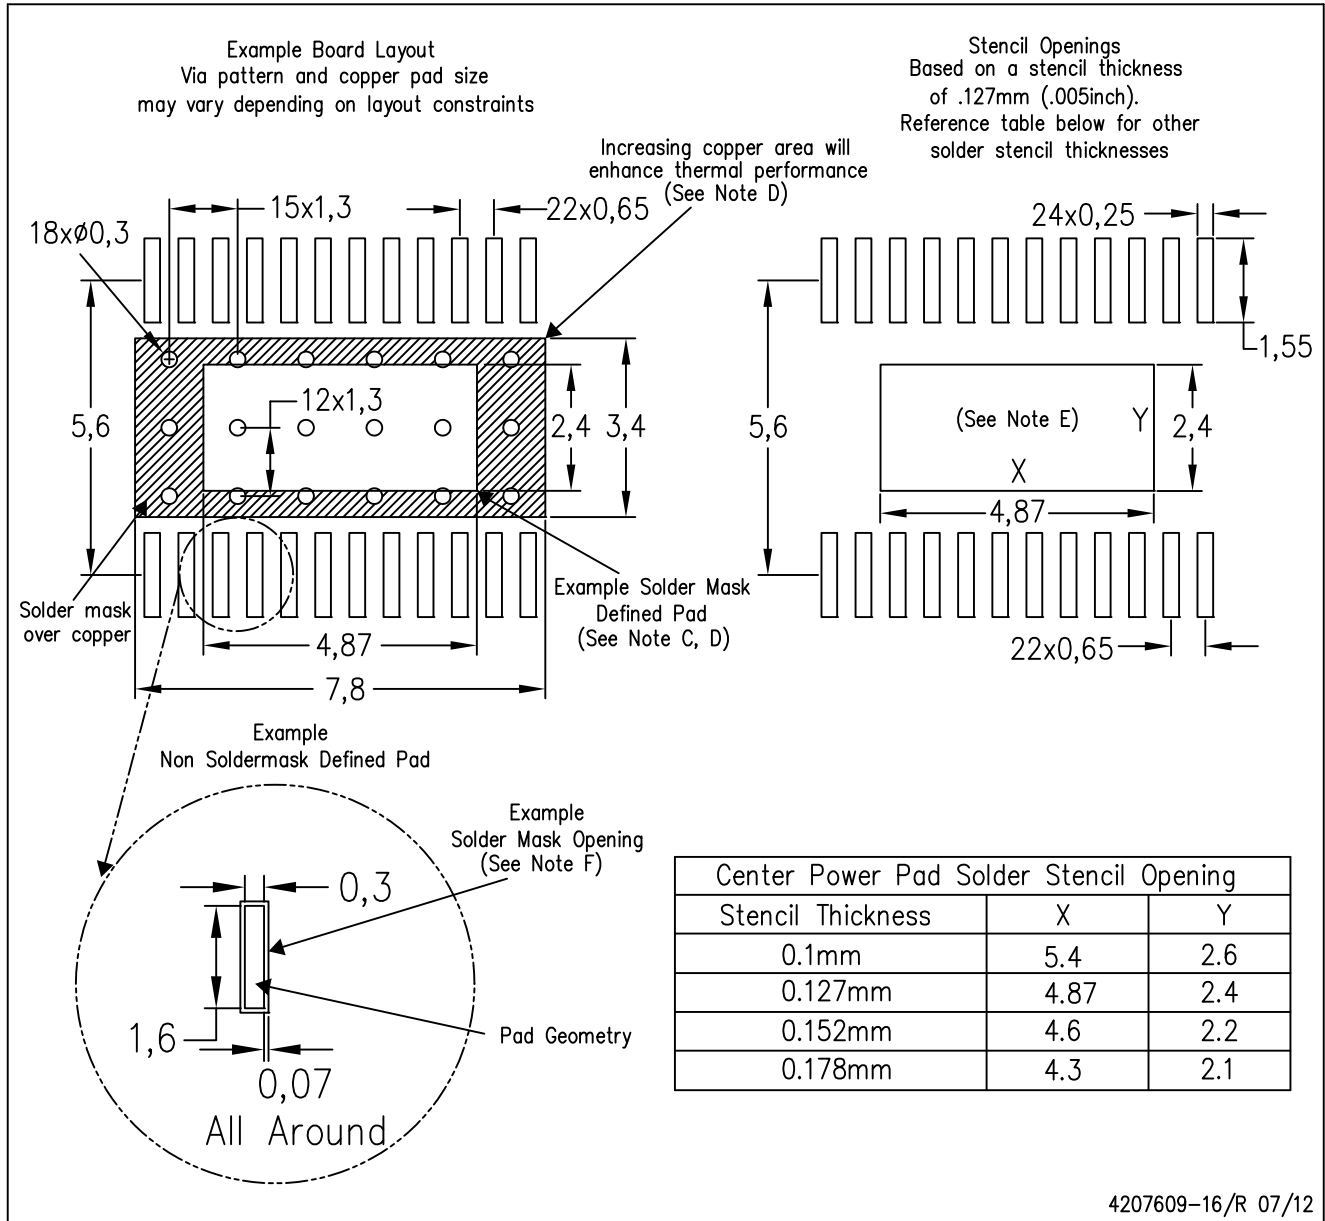 Example Board Layout
Via pattern and copper pad size
may vary depending on layout constraints
Stencil Openings
Based on a stencil thickness
of .127mm (.005inch).
Reference table below for other
solder stencil thicknesses
Increasing copper area will
enhance thermal performance
(See Note D)
15x1,3
22x0,65
18xø0,3
12x1,3
5,6
2,4
3,4
Solder mask
over copper
4,87
7,8
Example Solder Mask
Defined Pad
(See Note C, D)
24x0,25
1,55
5,6
(See Note E)
Y
X
2,4
4,87
22x0,65
Example
Non Soldermask Defined Pad
Example
Solder Mask Opening
(See Note F)
0,3
1,6
Pad Geometry
0,07
All Around
Center Power Pad Solder Stencil Opening
Stencil Thickness X Y
0.1mm 5.4 2.6
0.127mm 4.87 2.4
0.152mm 4.6 2.2
0.178mm 4.3 2.1
4207609-16/R 07/12